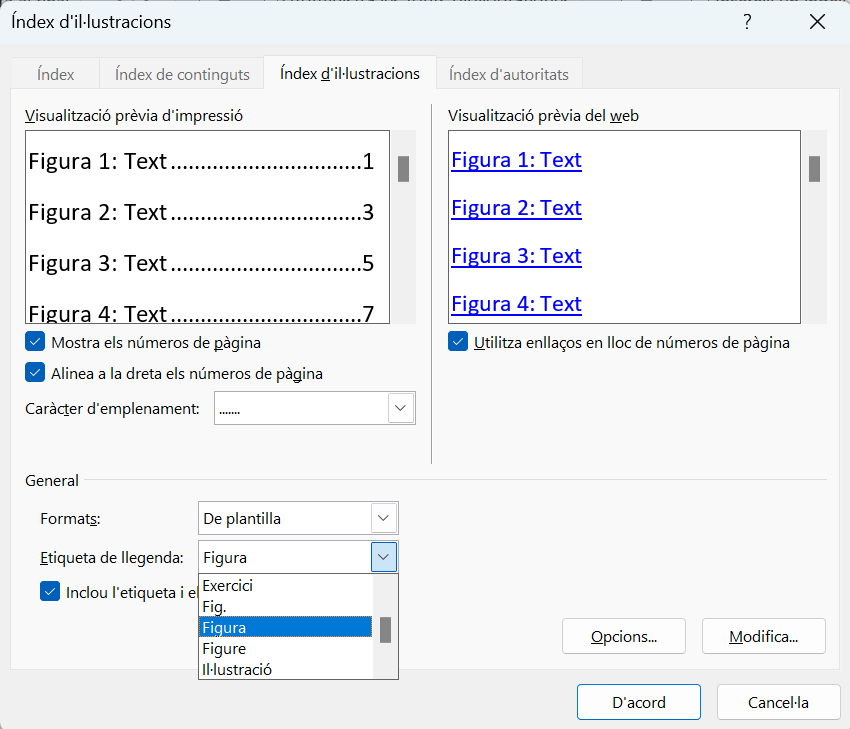 Índex d'il·lustracions
?
Índex
Índex de continguts
Índex d'il·lustracions
Índex d'autoritats
Visualització prèvia d'impressió
Figura 1: Text................................1
Figura 2: Text................................3
Figura 3: Text................................5
Figura 4: Text................................7
Mostra els números de pàgina
Alinea a la dreta els números de pàgina
Caràcter d'emplenament:
.......
Visualització prèvia del web
Figura 1: Text
Figura 2: Text
Figura 3: Text
Figura 4: Text
Utilitza enllaços en lloc de números de pàgina
General
Formats:
De plantilla
Etiqueta de llegenda:
Figura
Inclou l'etiqueta i el
Exercici
Fig.
Figura
Figure
Il·lustració
Opcions...
Modifica...
D'acord
Cancel·la